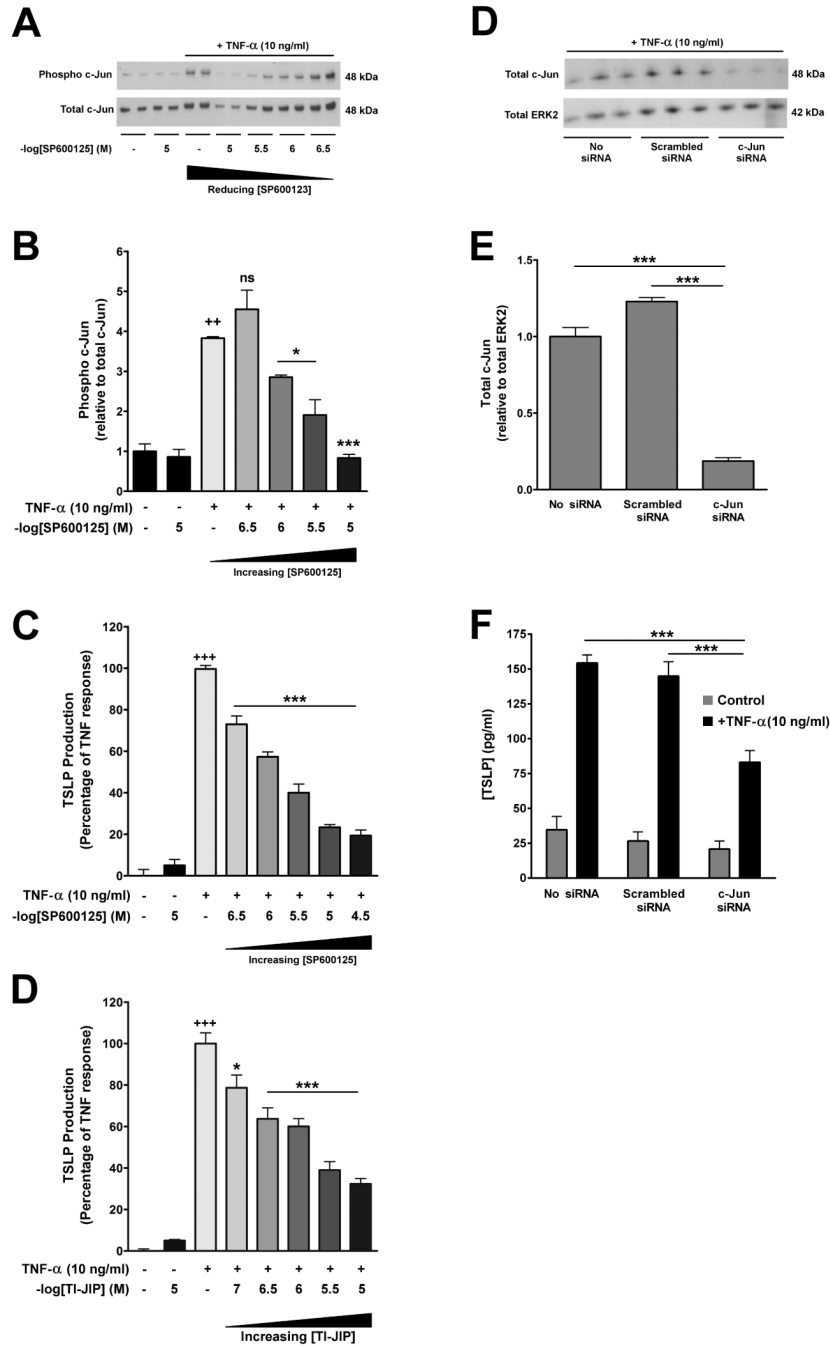 A
+ TNF-α (10 ng/ml)
Phospho c-Jun
48 kDa
Total c-Jun
48 kDa
-log[SP600125] (M) - 5 - 5 5.5 6 6.5
Reducing [SP600123]
B
Phospho c-Jun
(relative to total c-Jun)
6
5
4
3
2
1
0
++
ns
*
***
TNF-α (10 ng/ml) - - + + + + +
-log[SP600125] (M) - 5 - 6.5 6 5.5 5
Increasing [SP600125]
C
TSLP Production
(Percentage of TNF response)
120
100
80
60
40
20
0
+++
***
TNF-α (10 ng/ml) - - + + + + + +
-log[SP600125] (M) - 5 - 6.5 6 5.5 5 4.5
Increasing [SP600125]
D
TSLP Production
(Percentage of TNF response)
120
100
80
60
40
20
0
+++
*
***
TNF-α (10 ng/ml) - - + + + + + +
-log[TI-JIP] (M) - 5 - 7 6.5 6 5.5 5
Increasing [TI-JIP]
D
+ TNF-α (10 ng/ml)
Total c-Jun
48 kDa
Total ERK2
42 kDa
No siRNA
Scrambled siRNA
c-Jun siRNA
E
Total c-Jun
(relative to total ERK2)
1.5
1.0
0.5
0.0
***
***
No siRNA
Scrambled siRNA
c-Jun siRNA
F
[TSLP] (pg/ml)
175
150
125
100
75
50
25
0
***
***
Control
+TNF-α(10 ng/ml)
No siRNA
Scrambled siRNA
c-Jun siRNA